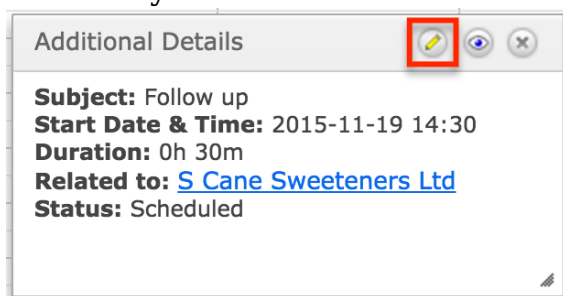 Additional Details
Subject: Follow up
Start Date & Time: 2015-11-19 14:30
Duration: 0h 30m
Related to: S Cane Sweeteners Ltd
Status: Scheduled